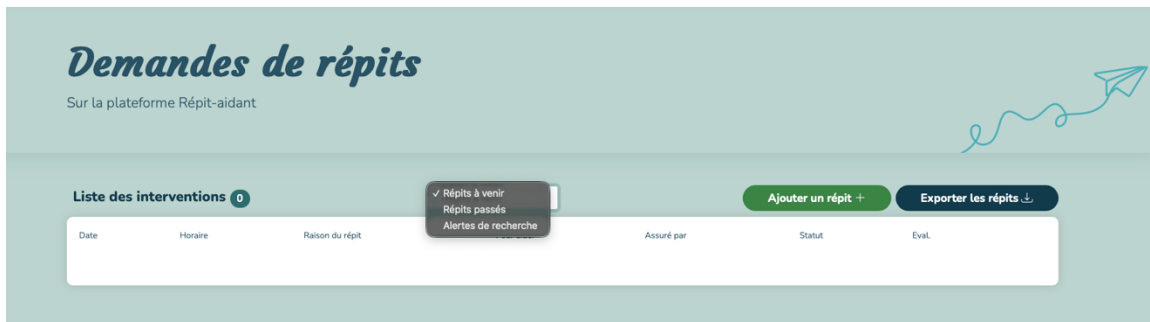 Demandes de répits
Sur la plateforme Répit-aidant
Liste des interventions 0
✓ Répits à venir
Répits passés
Alertes de recherche
Ajouter un répit +
Exporter les répits
Date Horaire Raison du répit Assuré par Statut Eval.